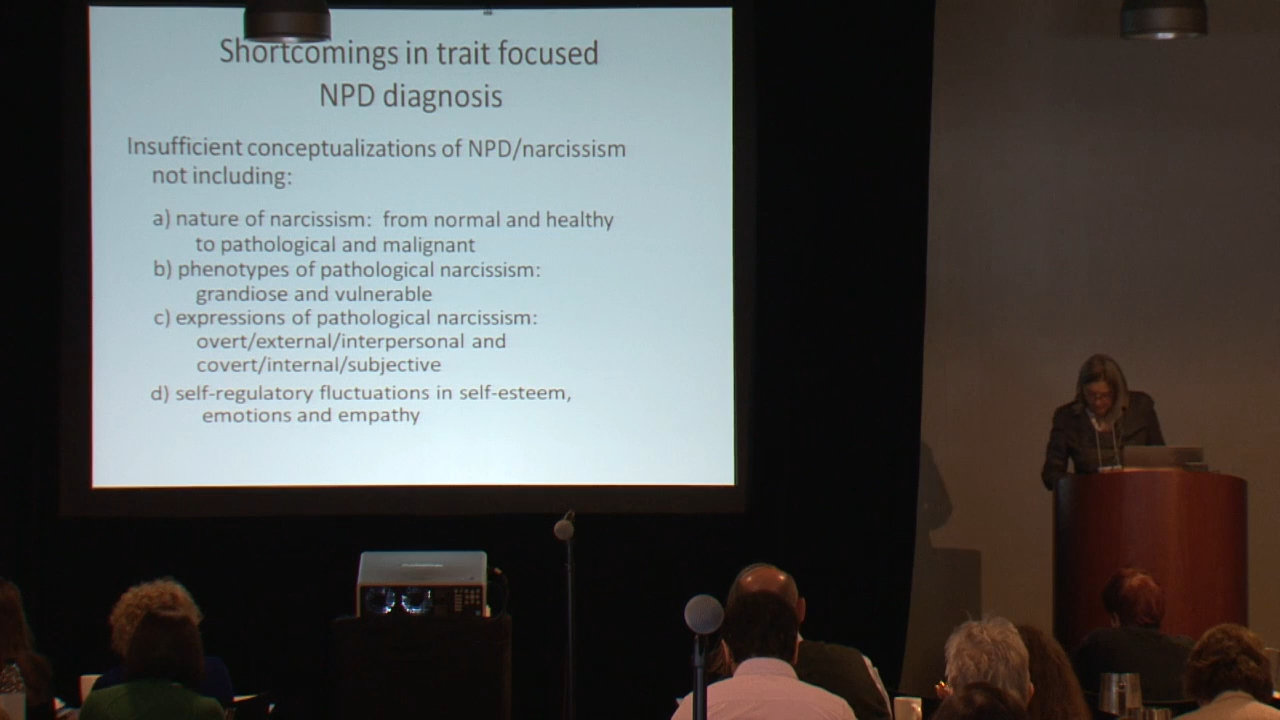 Shortcomings in trait focused
NPD diagnosis
Insufficient conceptualizations of NPD/narcissism
not including:
a) nature of narcissism: from normal and healthy
to pathological and malignant
b) phenotypes of pathological narcissism:
grandiose and vulnerable
c) expressions of pathological narcissism:
overt/external/interpersonal and
covert/internal/subjective
d) self-regulatory fluctuations in self-esteem,
emotions and empathy